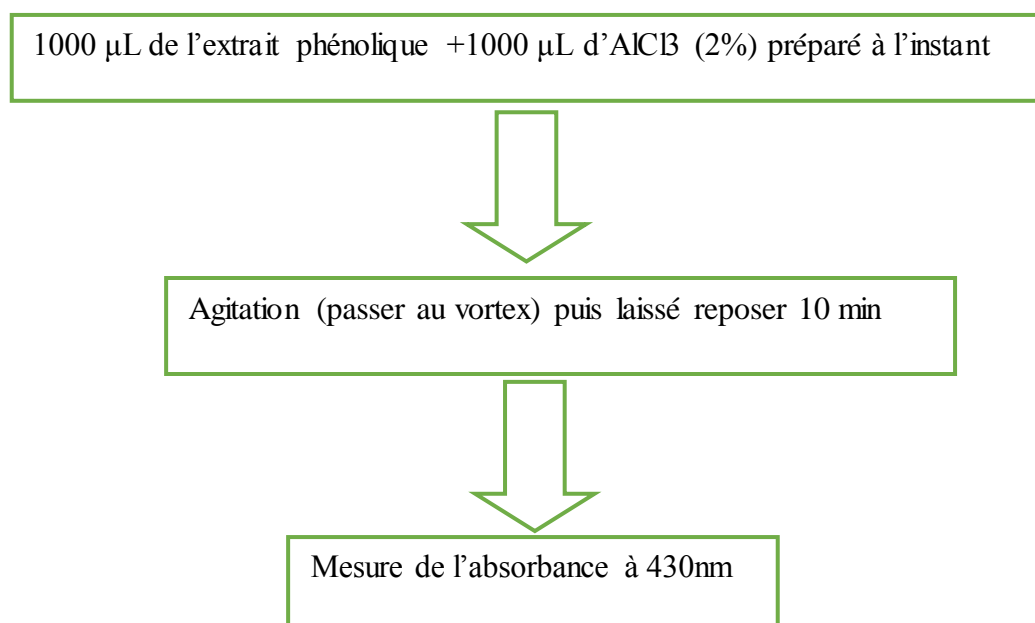 1000 µL de l’extrait phénolique +1000 µL d’AlCl3 (2%) préparé à l’instant
Agitation (passer au vortex) puis laissé reposer 10 min
Mesure de l’absorbance à 430nm